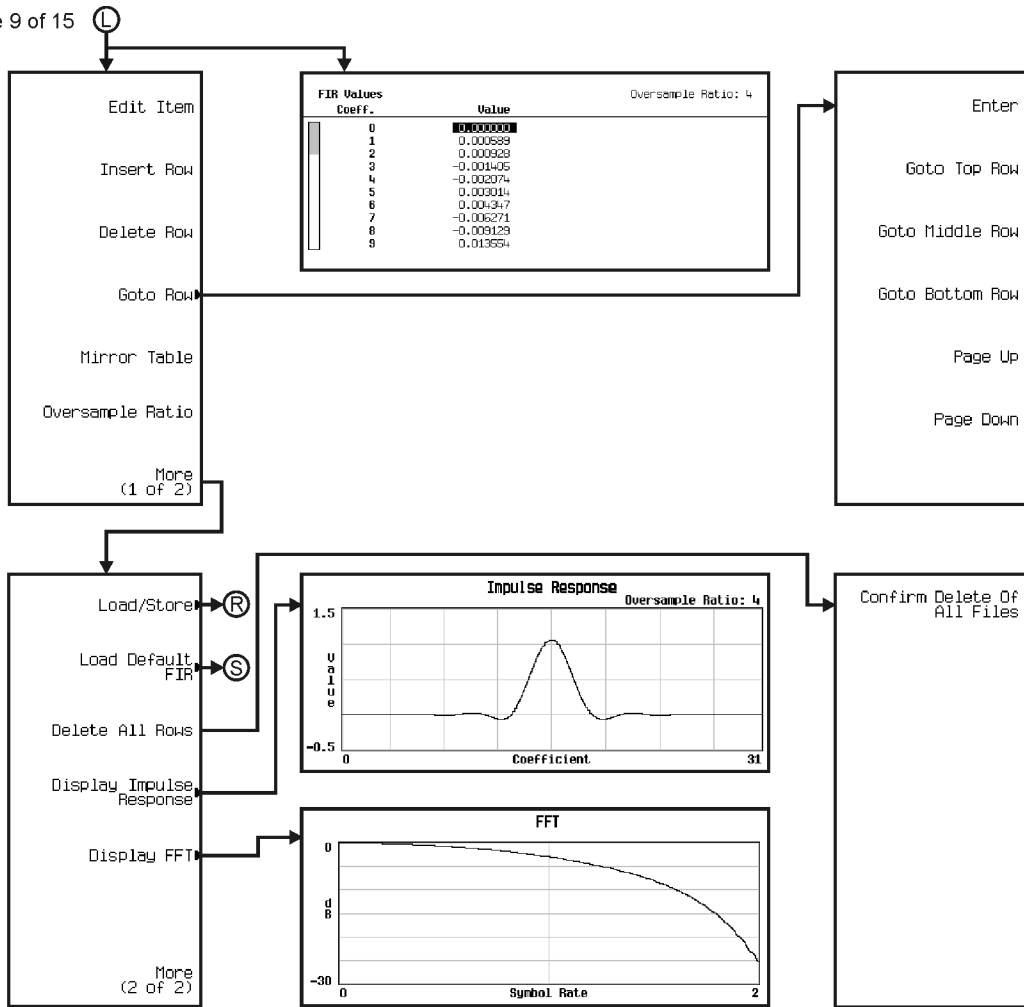 9 of 15
L
Edit Item
Insert Row
Delete Row
Goto Row
Mirror Table
Oversample Ratio
More
(1 of 2)
FIR Values Oversample Ratio: 4
Coeff. Value
0 0.000000
1 0.000589
2 0.000928
3 -0.001405
4 -0.002074
5 0.003014
6 0.004347
7 -0.006271
8 -0.009129
9 0.013554
Enter
Goto Top Row
Goto Middle Row
Goto Bottom Row
Page Up
Page Down
Load/Store
R
Load Default
FIR
S
Delete All Rows
Display Impulse
Response
Display FFT
More
(2 of 2)
Impulse Response
Oversample Ratio: 4
1.5
Value
-0.5
0 Coefficient 31
FFT
0
dB
-30
0 Symbol Rate 2
Confirm Delete Of
All Files